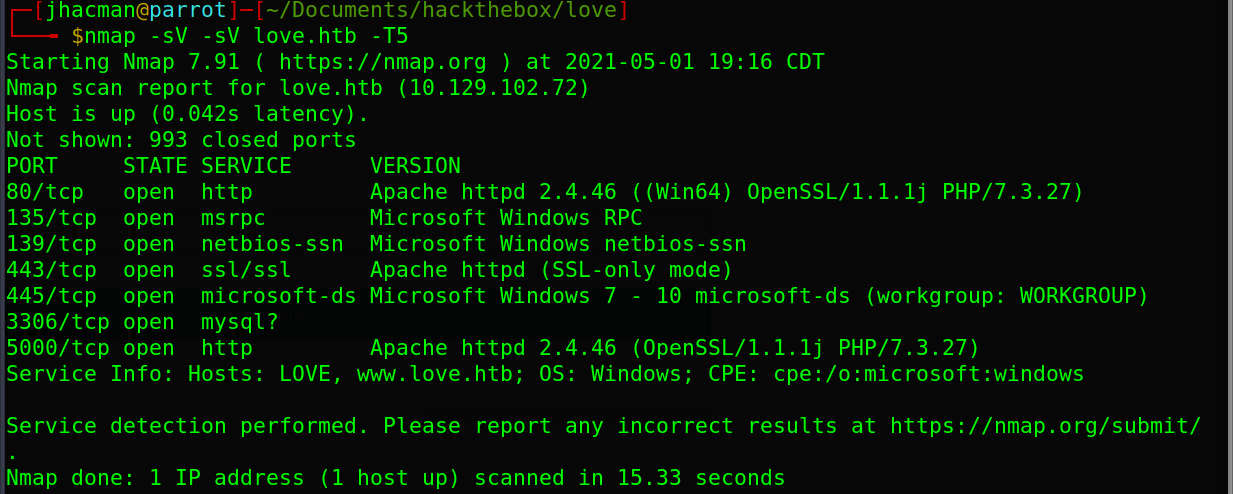 ┌─[jhacman@parrot]─[~/Documents/hackthebox/love]
└──╼ $nmap -sV -sV love.htb -T5
Starting Nmap 7.91 ( https://nmap.org ) at 2021-05-01 19:16 CDT
Nmap scan report for love.htb (10.129.102.72)
Host is up (0.042s latency).
Not shown: 993 closed ports
PORT     STATE SERVICE      VERSION
80/tcp   open  http         Apache httpd 2.4.46 ((Win64) OpenSSL/1.1.1j PHP/7.3.27)
135/tcp  open  msrpc        Microsoft Windows RPC
139/tcp  open  netbios-ssn  Microsoft Windows netbios-ssn
443/tcp  open  ssl/ssl      Apache httpd (SSL-only mode)
445/tcp  open  microsoft-ds Microsoft Windows 7 - 10 microsoft-ds (workgroup: WORKGROUP)
3306/tcp open  mysql?
5000/tcp open  http         Apache httpd 2.4.46 (OpenSSL/1.1.1j PHP/7.3.27)
Service Info: Hosts: LOVE, www.love.htb; OS: Windows; CPE: cpe:/o:microsoft:windows

Service detection performed. Please report any incorrect results at https://nmap.org/submit/
.
Nmap done: 1 IP address (1 host up) scanned in 15.33 seconds